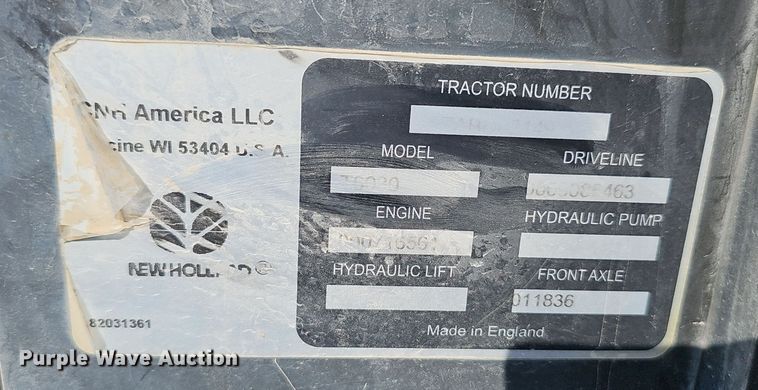 America LLC
WI 53404 U.S.A.
NEW HOLLAND
82031361
TRACTOR NUMBER
MODEL
DRIVELINE
ENGINE
HYDRAULIC PUMP
HYDRAULIC LIFT
FRONT AXLE
011836
Made in England
Purple Wave Auction